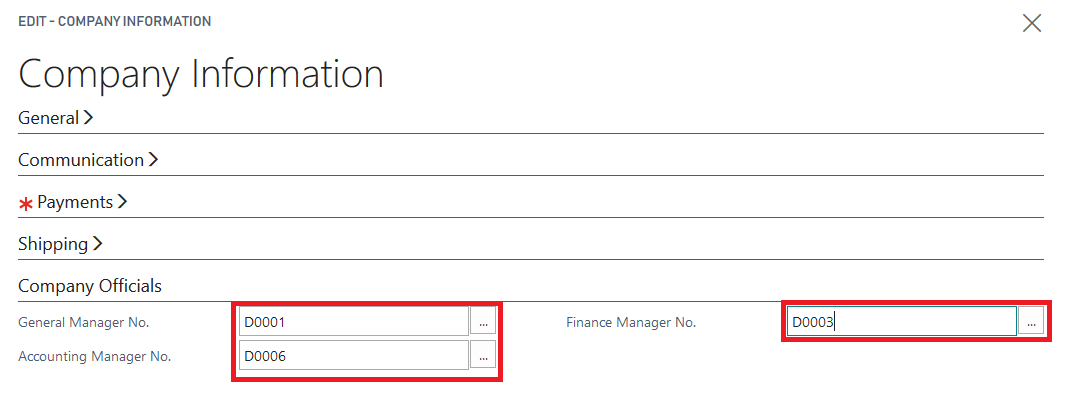 EDIT - COMPANY INFORMATION
Company Information
General
Communication
* Payments
Shipping
Company Officials
General Manager No. D0001 ... Finance Manager No. D0003 ...
Accounting Manager No. D0006 ...